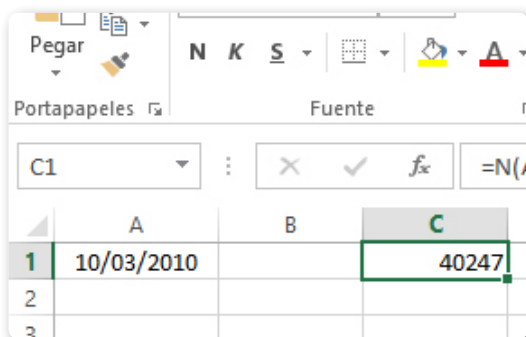 Pegar
N K S
A
Portapapeles
Fuente
C1
fx
=N(A
A B C
1 10/03/2010 40247
2
3